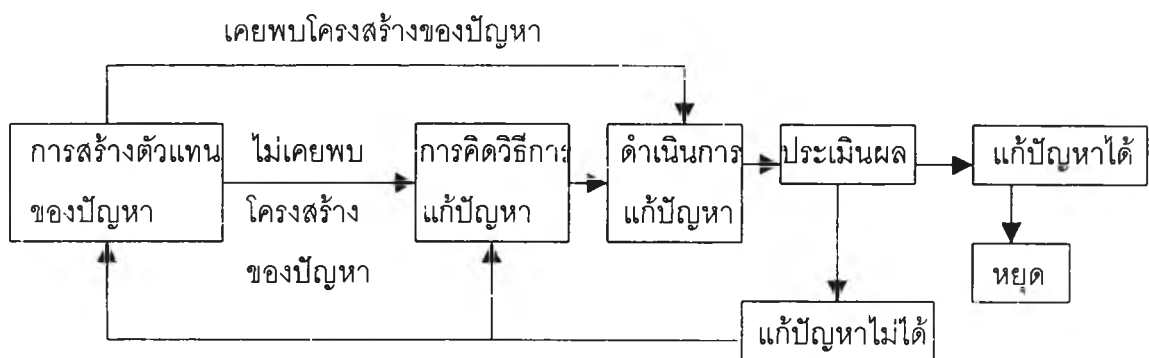 เคยพบโครงสร้างของปัญหา
การสร้างตัวแทน
ของปัญหา
ไม่เคยพบ
โครงสร้าง
ของปัญหา
การคิดวิธีการ
แก้ปัญหา
ดำเนินการ
แก้ปัญหา
ประเมินผล
แก้ปัญหาได้
หยุด
แก้ปัญหาไม่ได้